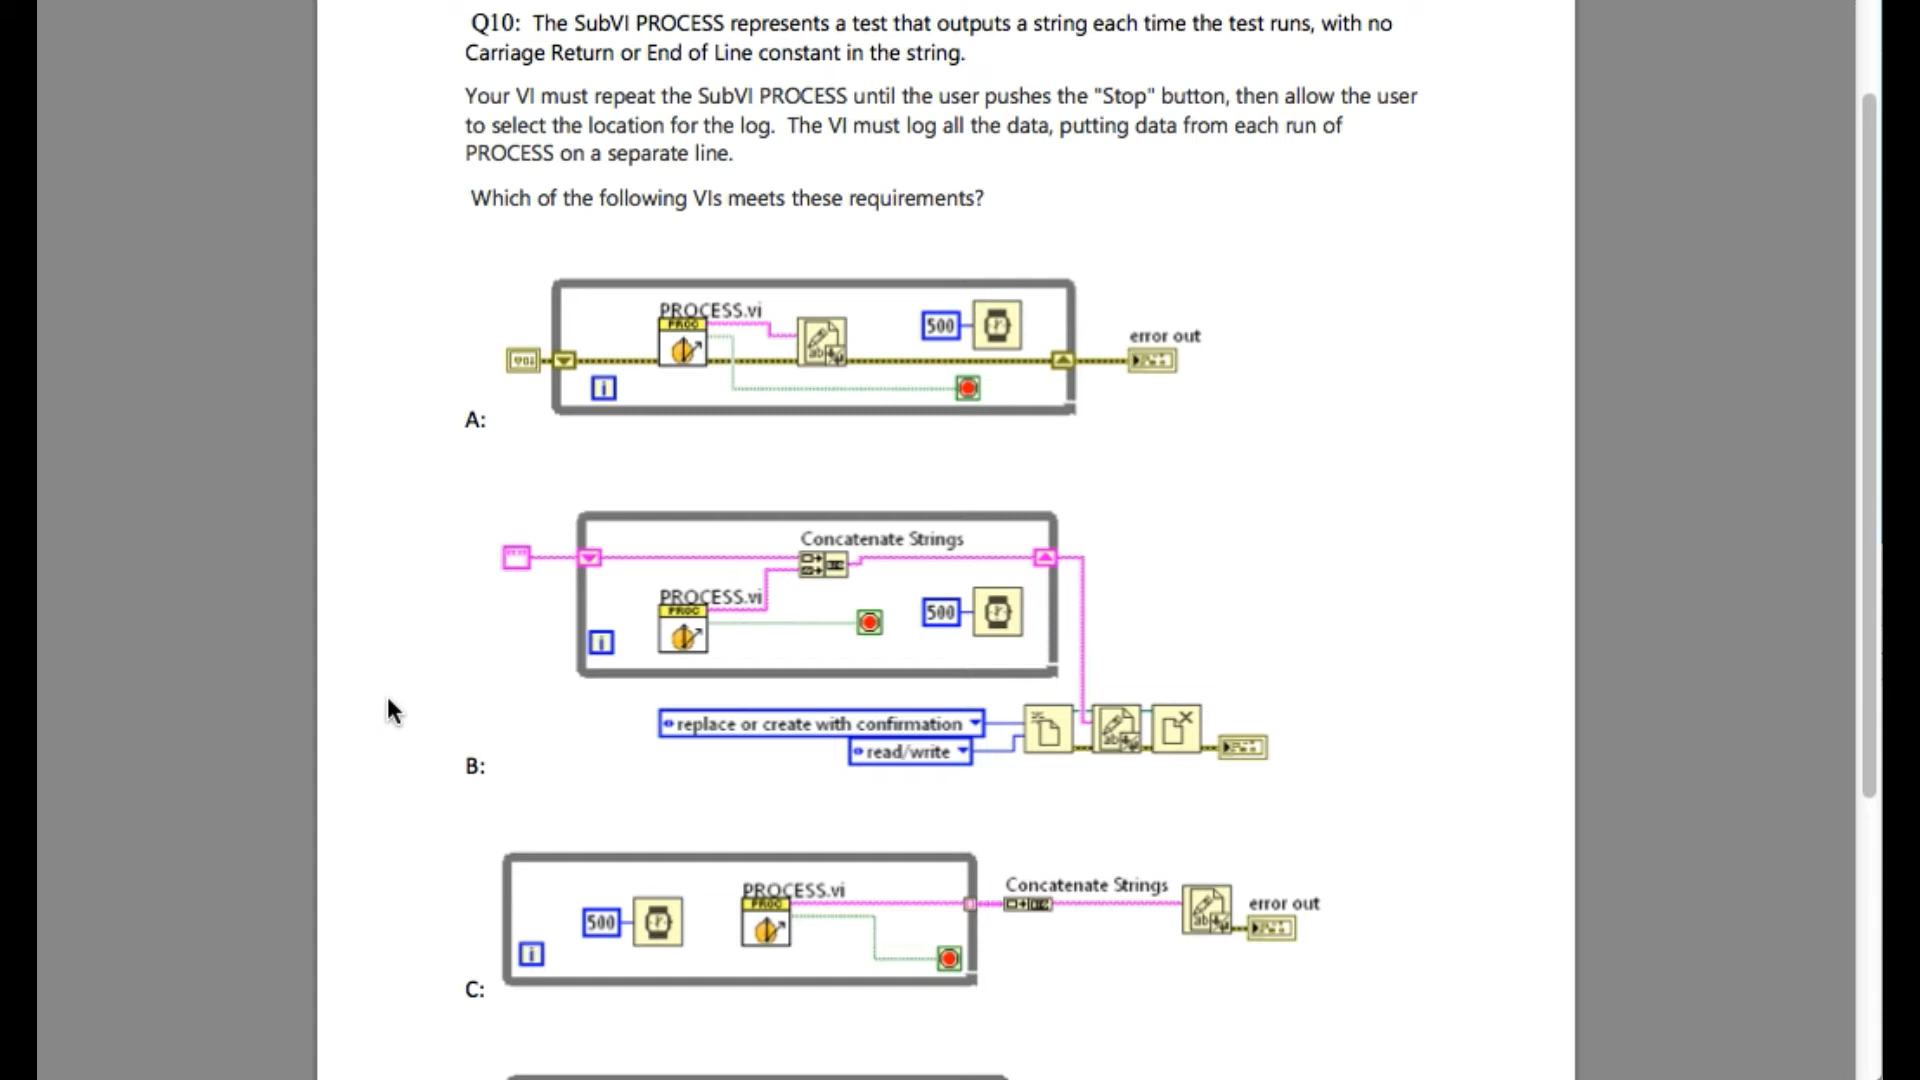 Q10: The SubVI PROCESS represents a test that outputs a string each time the test runs, with no
Carriage Return or End of Line constant in the string.
Your VI must repeat the SubVI PROCESS until the user pushes the "Stop" button, then allow the user
to select the location for the log. The VI must log all the data, putting data from each run of
PROCESS on a separate line.
Which of the following VIs meets these requirements?
PROCESS.vi
PROC
500
error out
i
A:
Concatenate Strings
PROCESS.vi
PROC
500
i
replace or create with confirmation
read/write
B:
PROCESS.vi
PROC
Concatenate Strings
error out
500
i
C: